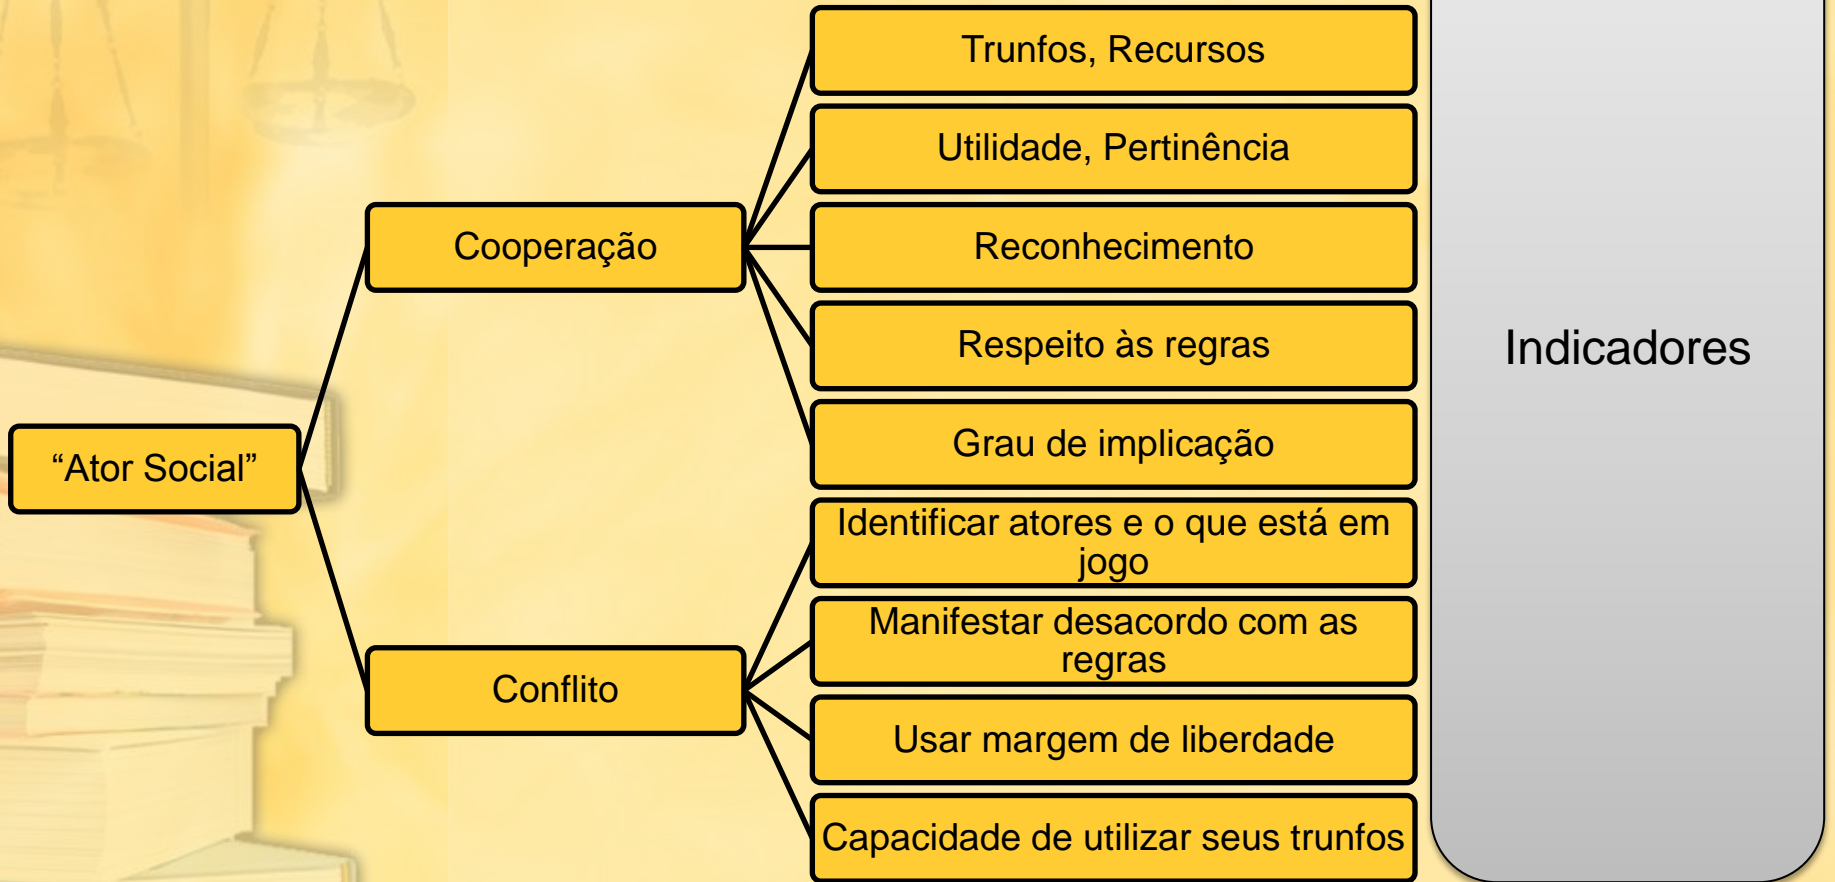 “Ator Social”
Cooperação
Trunfos, Recursos
Utilidade, Pertinência
Reconhecimento
Respeito às regras
Grau de implicação
Conflito
Identificar atores e o que está em
jogo
Manifestar desacordo com as
regras
Usar margem de liberdade
Capacidade de utilizar seus trunfos
Indicadores